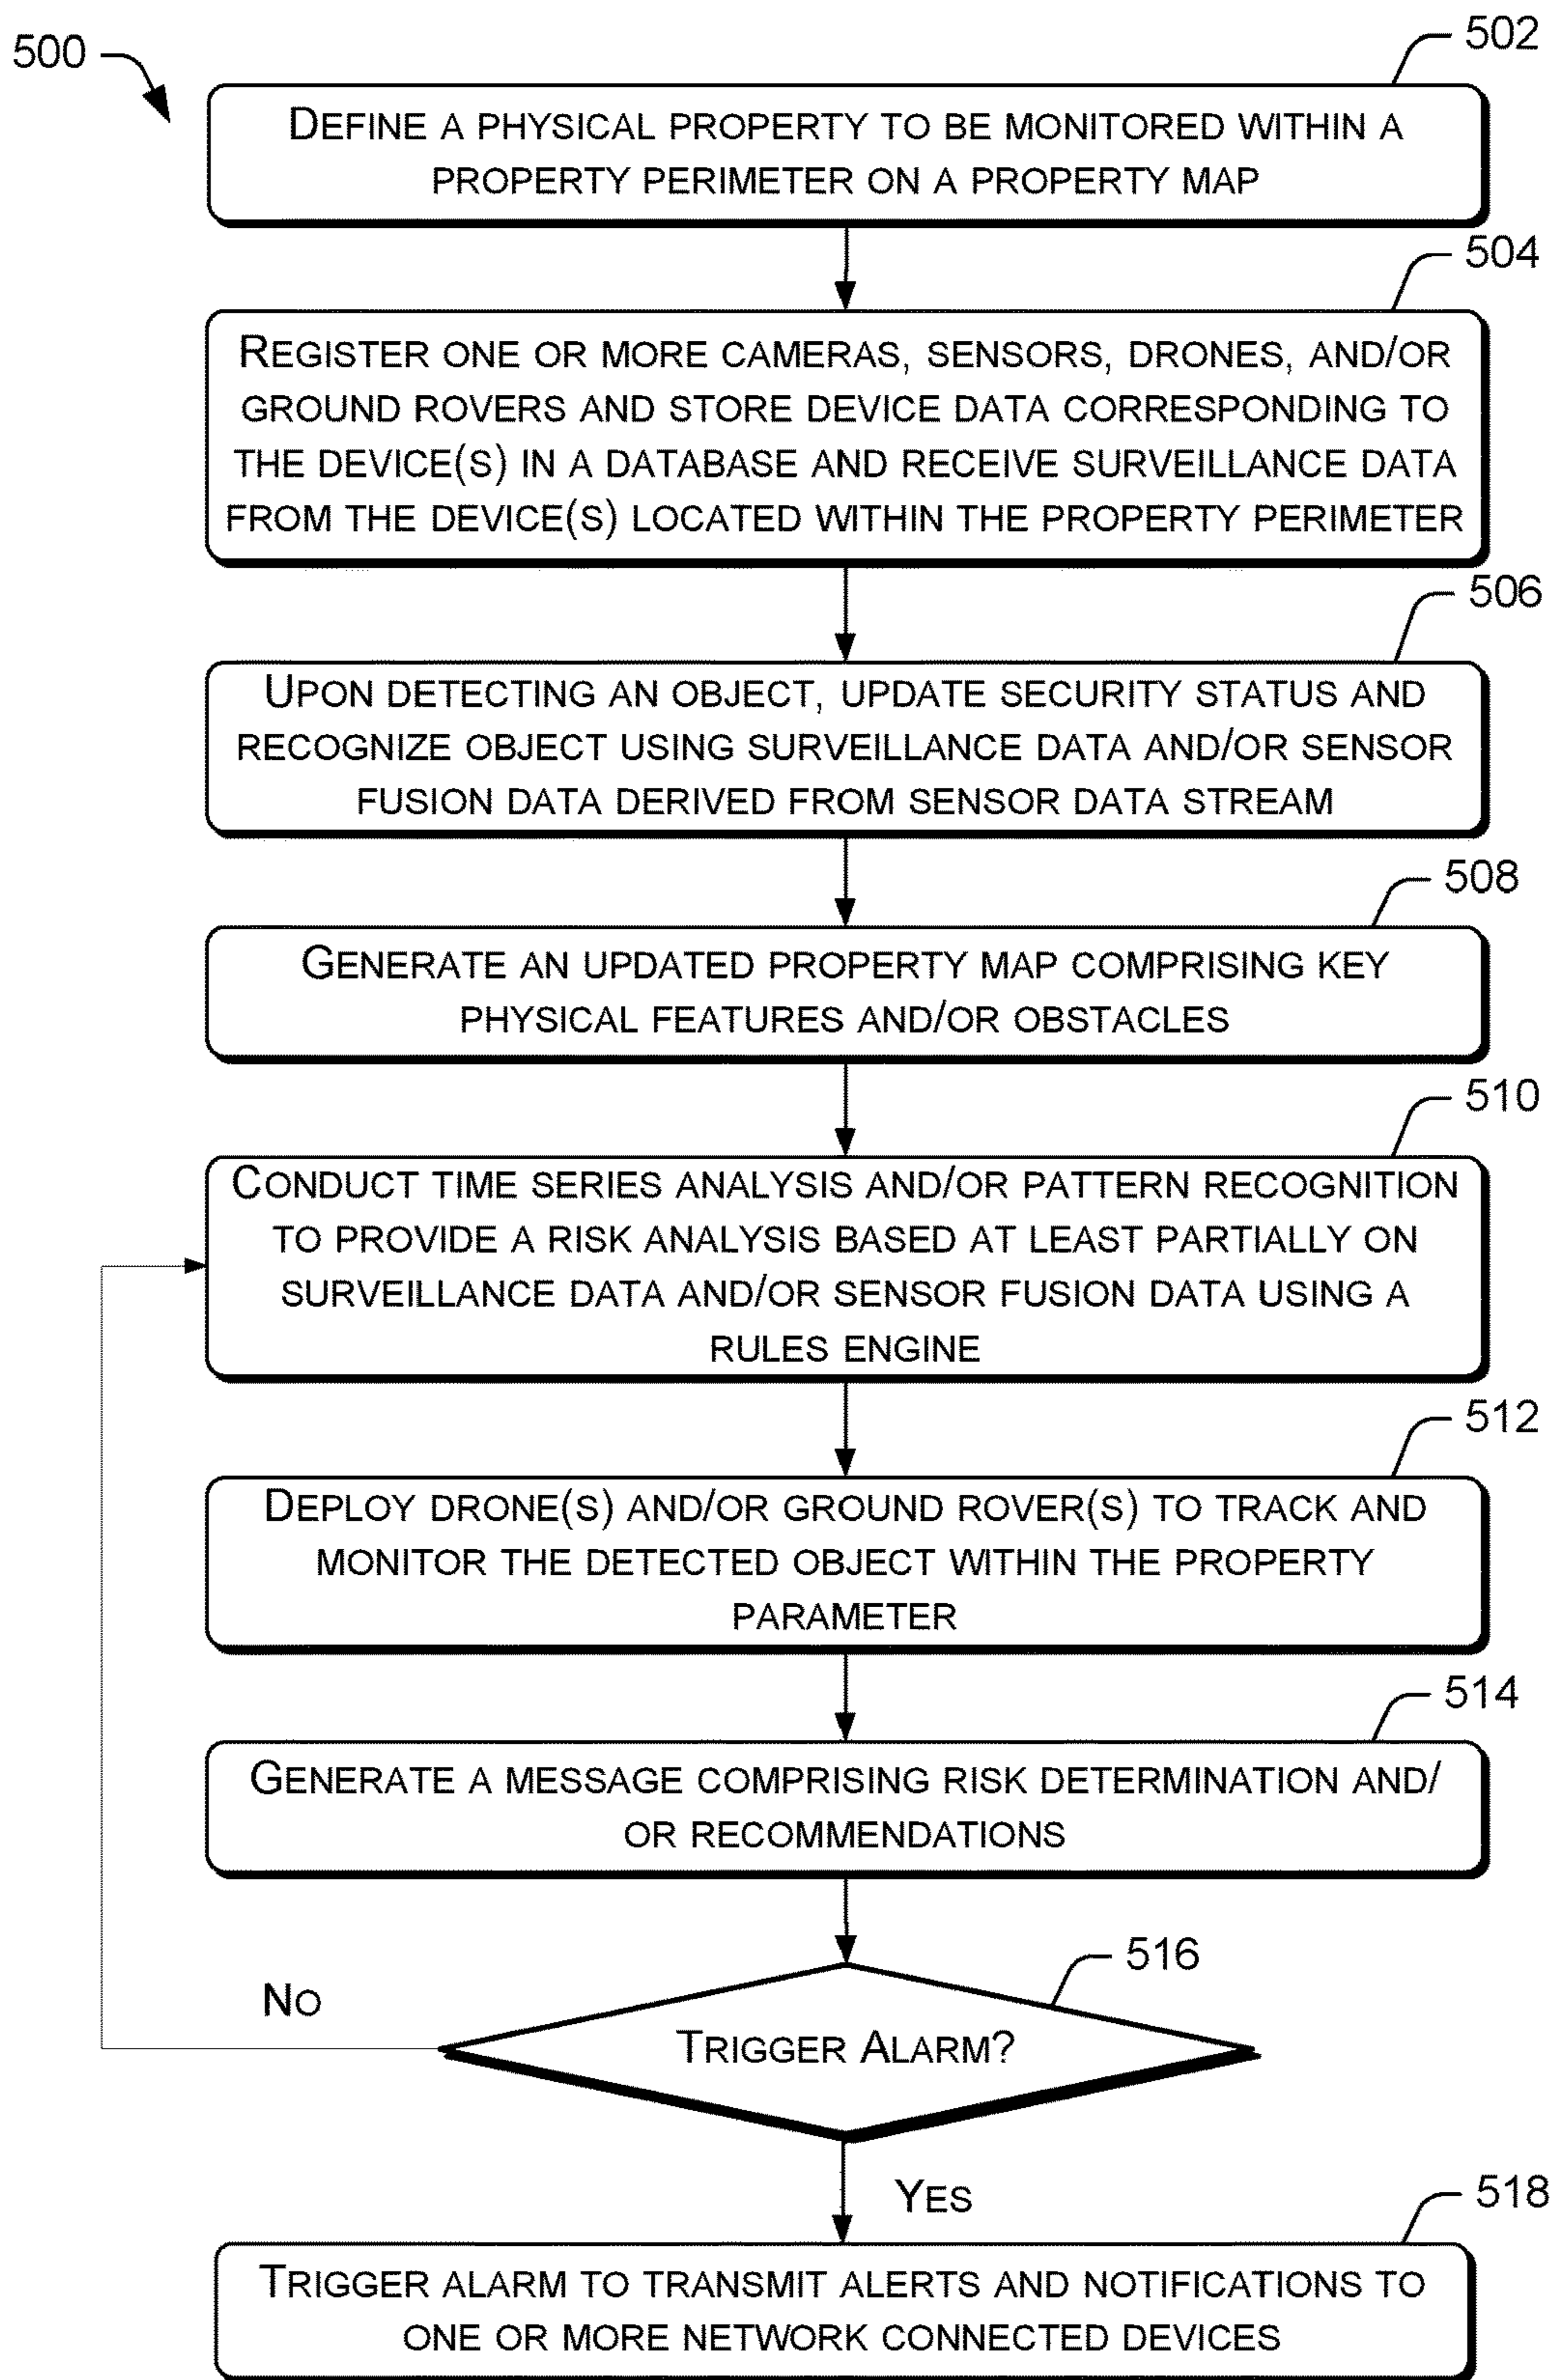 500
502
DEFINE A PHYSICAL PROPERTY TO BE MONITORED WITHIN A
PROPERTY PERIMETER ON A PROPERTY MAP
504
REGISTER ONE OR MORE CAMERAS, SENSORS, DRONES, AND/OR
GROUND ROVERS AND STORE DEVICE DATA CORRESPONDING TO
THE DEVICE(S) IN A DATABASE AND RECEIVE SURVEILLANCE DATA
FROM THE DEVICE(S) LOCATED WITHIN THE PROPERTY PERIMETER
506
UPON DETECTING AN OBJECT, UPDATE SECURITY STATUS AND
RECOGNIZE OBJECT USING SURVEILLANCE DATA AND/OR SENSOR
FUSION DATA DERIVED FROM SENSOR DATA STREAM
508
GENERATE AN UPDATED PROPERTY MAP COMPRISING KEY
PHYSICAL FEATURES AND/OR OBSTACLES
510
CONDUCT TIME SERIES ANALYSIS AND/OR PATTERN RECOGNITION
TO PROVIDE A RISK ANALYSIS BASED AT LEAST PARTIALLY ON
SURVEILLANCE DATA AND/OR SENSOR FUSION DATA USING A
RULES ENGINE
512
DEPLOY DRONE(S) AND/OR GROUND ROVER(S) TO TRACK AND
MONITOR THE DETECTED OBJECT WITHIN THE PROPERTY
PARAMETER
514
GENERATE A MESSAGE COMPRISING RISK DETERMINATION AND/
OR RECOMMENDATIONS
516
TRIGGER ALARM?
NO
YES
518
TRIGGER ALARM TO TRANSMIT ALERTS AND NOTIFICATIONS TO
ONE OR MORE NETWORK CONNECTED DEVICES